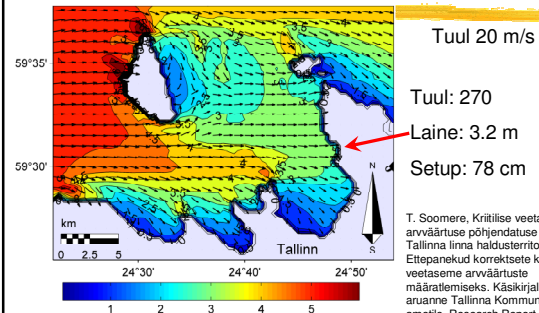 Tuul 20 m/s
59°35'
59°30'
Tuul: 270
Laine: 3.2 m
Setup: 78 cm
N
km
0 2.5 5
Tallinn
24°30' 24°40' 24°50'
1 2 3 4 5
T. Soomere, Kriitilise veeta
arvväärtuse põhjendatuse
Tallinna linna haldusterrito
Ettepanekud korrektsete k
veetaseme arvväärtuste
määratlemiseks. Käsikirjal
aruanne Tallinna Kommun